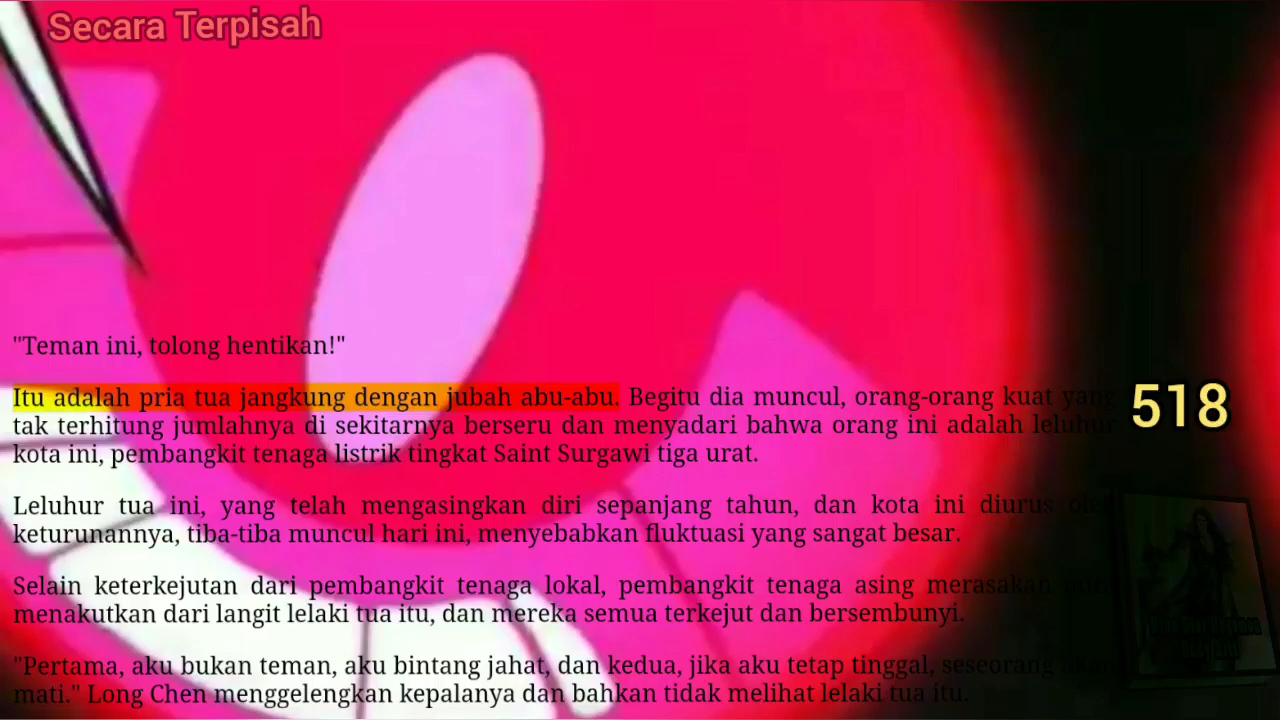 Secara Terpisah
"Teman ini, tolong hentikan!"
Itu adalah pria tua jangkung dengan jubah abu-abu. Begitu dia muncul, orang-orang kuat yang
tak terhitung jumlahnya di sekitarnya berseru dan menyadari bahwa orang ini adalah leluhur
kota ini, pembangkit tenaga listrik tingkat Saint Surgawi tiga urat.
518
Leluhur tua ini, yang telah mengasingkan diri sepanjang tahun, dan kota ini diurus oleh
keturunannya, tiba-tiba muncul hari ini, menyebabkan fluktuasi yang sangat besar.
Selain keterkejutan dari pembangkit tenaga lokal, pembangkit tenaga asing merasakan
menakutkan dari langit lelaki tua itu, dan mereka semua terkejut dan bersembunyi.
"Pertama, aku bukan teman, aku bintang jahat, dan kedua, jika aku tetap tinggal, seseorang akan
mati." Long Chen menggelengkan kepalanya dan bahkan tidak melihat lelaki tua itu.